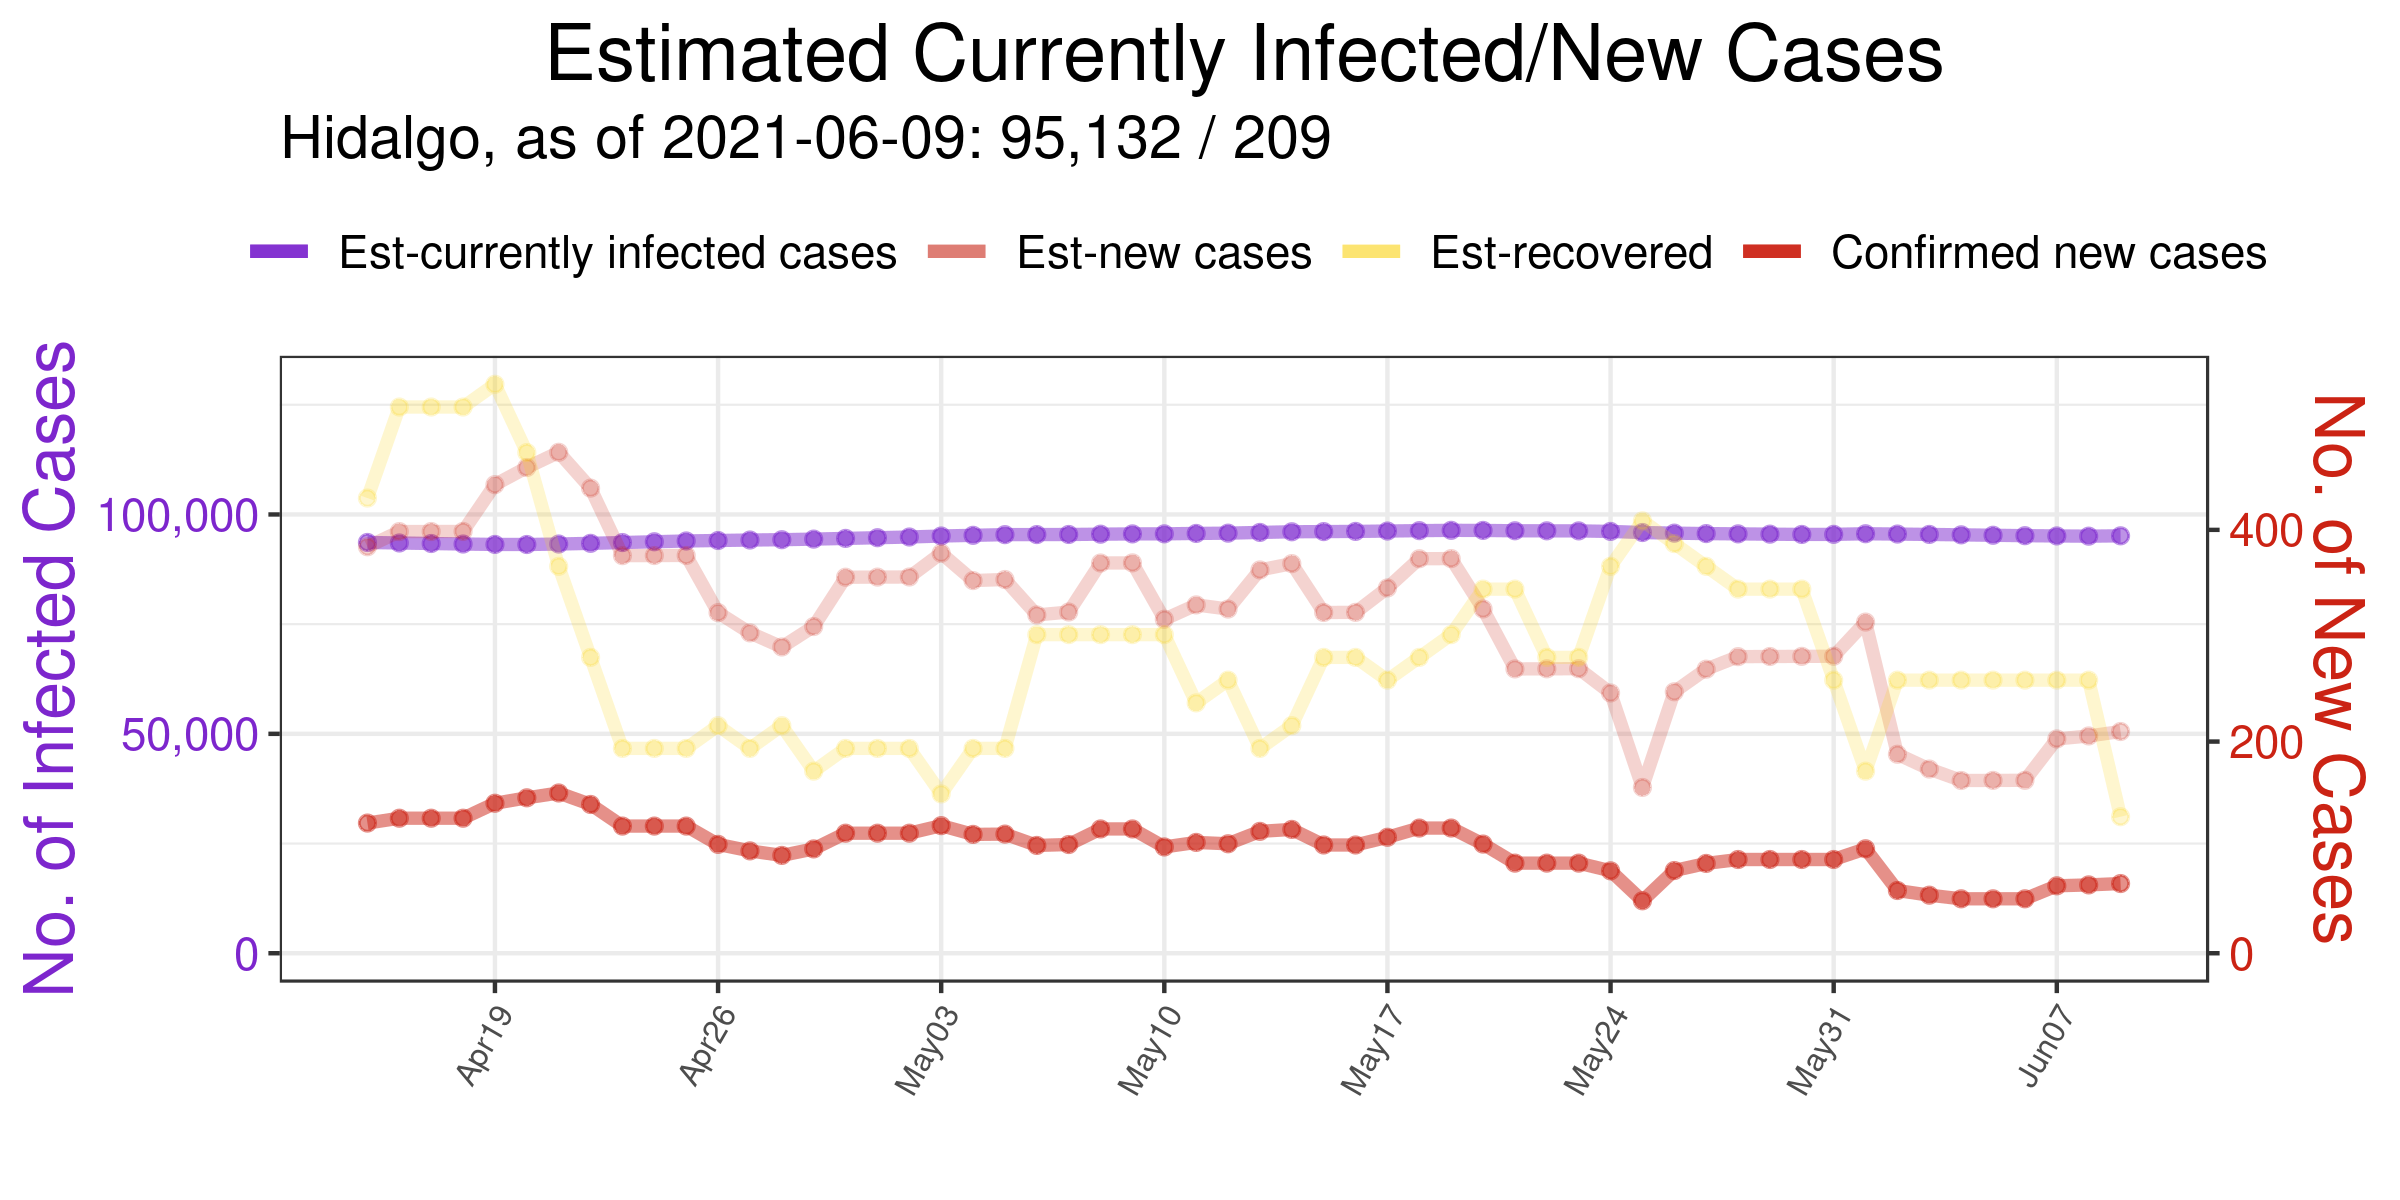 Estimated Currently Infected/New Cases
Hidalgo, as of 2021-06-09: 95,132 / 209
Est-currently infected cases Est-new cases Est-recovered Confirmed new cases
No. of Infected Cases
100,000
50,000
0
400
200
0
No. of New Cases
Apr19 Apr26 May03 May10 May17 May24 May31 Jun07